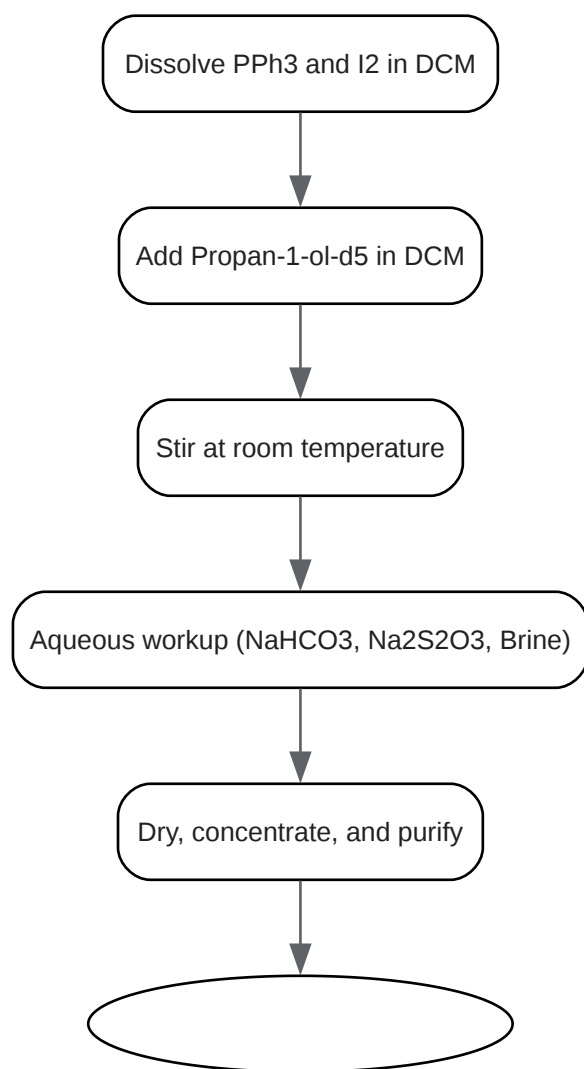 Dissolve PPh3 and I2 in DCM
Add Propan-1-ol-d5 in DCM
Stir at room temperature
Aqueous workup (NaHCO3, Na2S2O3, Brine)
Dry, concentrate, and purify